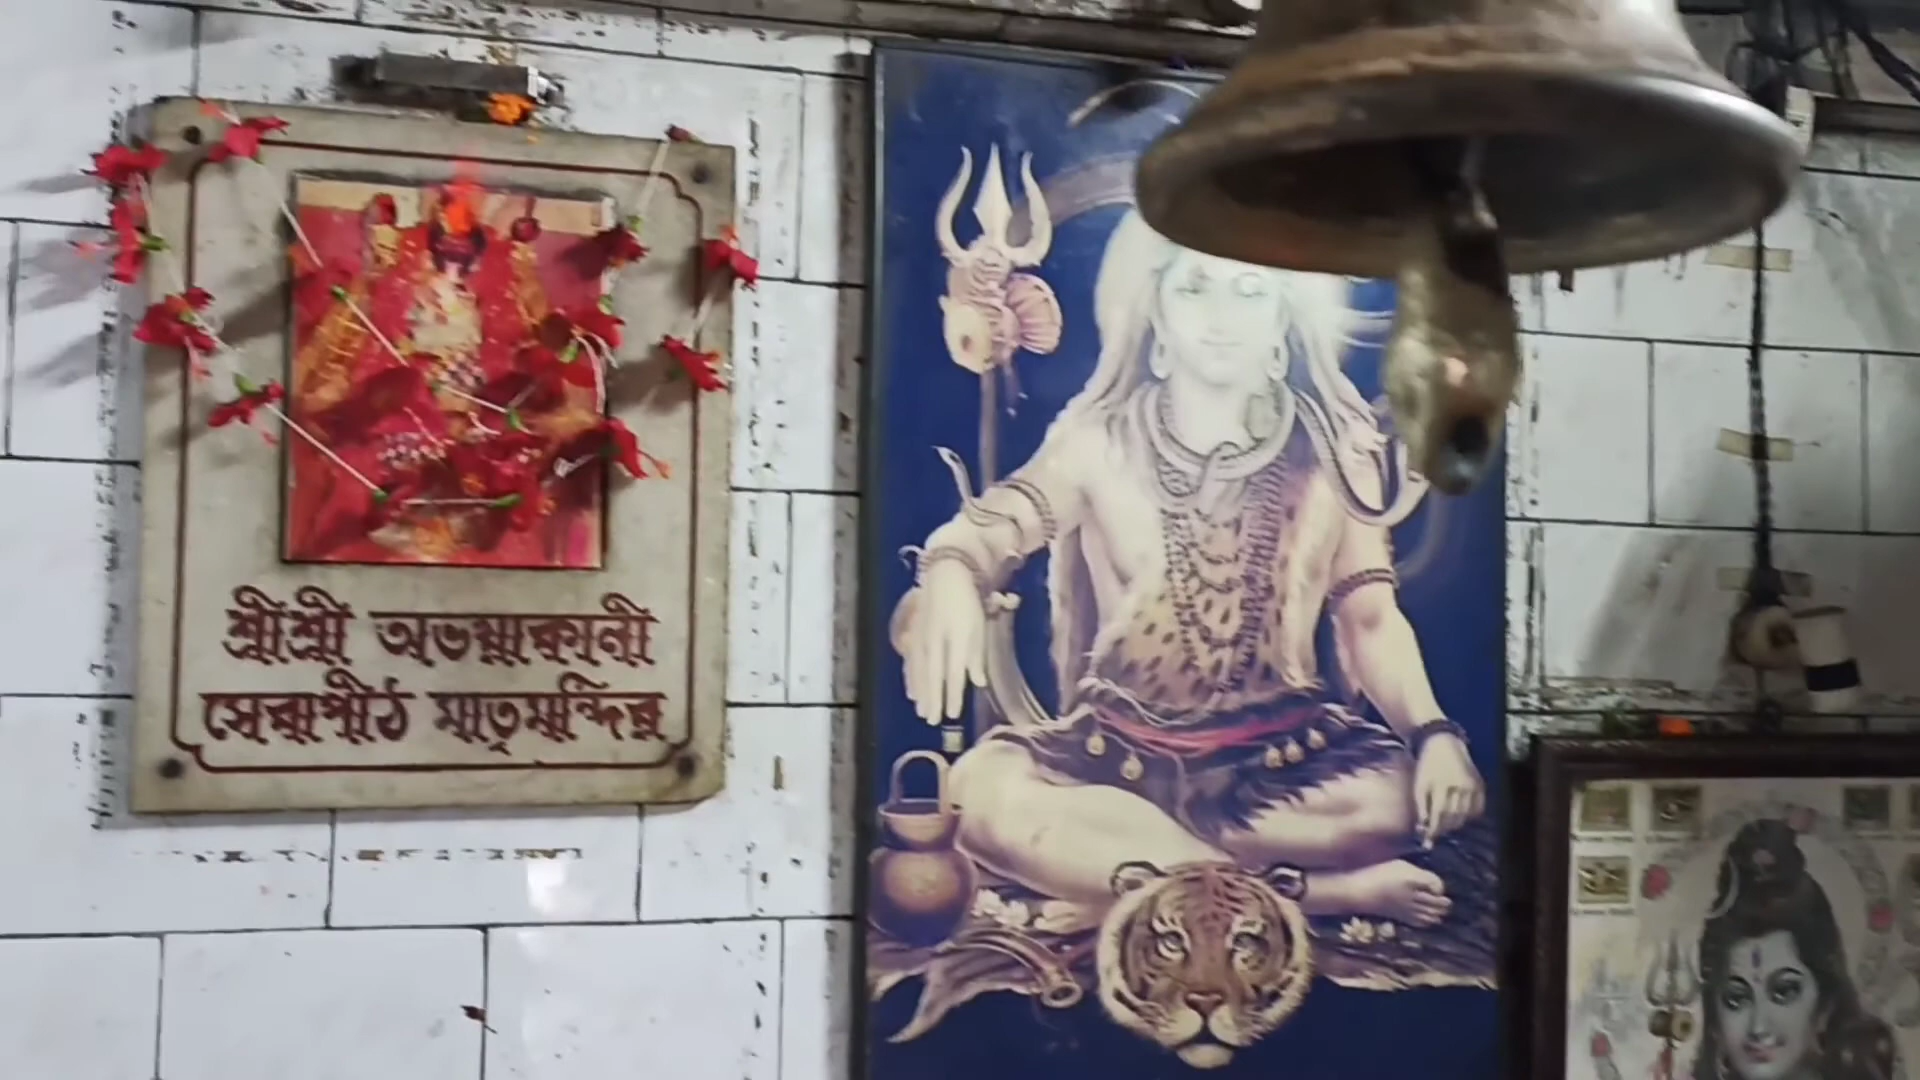 শ্রীশ্রী অভয়াকালী
সেবাপীঠ মাতৃমন্দির